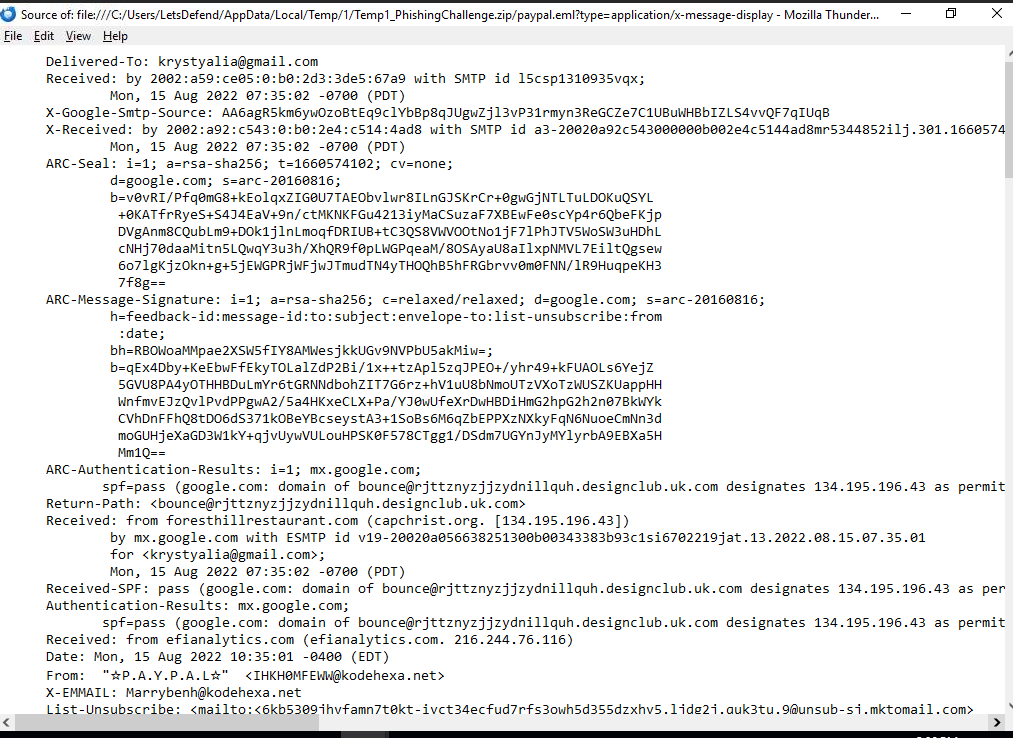 Source of: file:///C:/Users/LetsDefend/AppData/Local/Temp/1/Temp1_PhishingChallenge.zip/paypal.eml?type=application/x-message-display - Mozilla Thunder...
File Edit View Help
Delivered-To: krystyalia@gmail.com
Received: by 2002:a59:ce05:0:b0:2d3:3de5:67a9 with SMTP id l5csp1310935vqx;
Mon, 15 Aug 2022 07:35:02 -0700 (PDT)
X-Google-Smtp-Source: AA6agR5km6ywOzoBtEq9clYbBp8qJUgwZjl3vP31rmyn3ReGCZe7C1UBuWHBbIZLS4vvQF7qIUqB
X-Received: by 2002:a92:c543:0:b0:2e4:c514:4ad8 with SMTP id a3-20020a92c543000000b002e4c5144ad8mr5344852ilj.301.1660574
Mon, 15 Aug 2022 07:35:02 -0700 (PDT)
ARC-Seal: i=1; a=rsa-sha256; t=1660574102; cv=none;
d=google.com; s=arc-20160816;
b=v0vRI/Pfq0mG8+kEolqxZIG0U7TAEObvlwr8ILnGJSKrCr+0gwGjNTLTuLDOKuQSYL
+0KATfrRyeS+S4J4EaV+9n/ctMKNKFGu4213iyMaCSuzaF7XBEwFe0scYp4r6QbeFKjp
DVgAnm8CQubLm9+DOk1jlnLmoqfDRIUB+tC3QS8VWVOOtNo1jF7lPhJTV5WoSW3uHDhL
cNHj70daaMitn5LQwqY3u3h/XhQR9f0pLWGPqeaM/8OSAyaU8aIlxpNMVL7EiltQgsew
6o7lgKjzOkn+g+5jEWGPRjWFjwJTmudTN4yTHOQhB5hFRGbrvv0m0FNN/lR9HuqpeKH3
7f8g==
ARC-Message-Signature: i=1; a=rsa-sha256; c=relaxed/relaxed; d=google.com; s=arc-20160816;
h=feedback-id:message-id:to:subject:envelope-to:list-unsubscribe:from
:date;
bh=RBOWoaMMpae2XSW5fIY8AMWesjkkUGv9NVPbU5akMiw=;
b=qEx4Dby+KeEbwFfEkyTOLalZdP2Bi/1x++tzApl5zqJPEO+/yhr49+kFUAOLs6YejZ
5GVU8PA4yOTHHBDuLmYr6tGRNNdbohZIT7G6rz+hV1uU8bNmoUTzVXoTzWUSZKUappHH
WnfmvEJzQvlPvdPPgwA2/5a4HKxeCLX+Pa/YJ0wUfeXrDwHBDiHmG2hpG2h2n07BkWYk
CVhDnFFhQ8tDO6dS371kOBeYBcseystA3+1SoBs6M6qZbEPPXzNXkyFqN6NuoeCmNn3d
moGUHjeXaGD3W1kY+qjvUywVULouHPSK0F578CTgg1/DSdm7UGYnJyMYlyrbA9EBXa5H
Mm1Q==
ARC-Authentication-Results: i=1; mx.google.com;
spf=pass (google.com: domain of bounce@rjttznyzjjzydnillquh.designclub.uk.com designates 134.195.196.43 as permit
Return-Path: <bounce@rjttznyzjjzydnillquh.designclub.uk.com>
Received: from foresthillrestaurant.com (capchrist.org. [134.195.196.43])
by mx.google.com with ESMTP id v19-20020a056638251300b00343383b93c1si6702219jat.13.2022.08.15.07.35.01
for <krystyalia@gmail.com>;
Mon, 15 Aug 2022 07:35:02 -0700 (PDT)
Received-SPF: pass (google.com: domain of bounce@rjttznyzjjzydnillquh.designclub.uk.com designates 134.195.196.43 as per
Authentication-Results: mx.google.com;
spf=pass (google.com: domain of bounce@rjttznyzjjzydnillquh.designclub.uk.com designates 134.195.196.43 as permit
Received: from efianalytics.com (efianalytics.com. 216.244.76.116)
Date: Mon, 15 Aug 2022 10:35:01 -0400 (EDT)
From: "☆P.A.Y.P.A.L☆" <IHKH0MFEWW@kodehexa.net>
X-EMMAIL: Marrybenh@kodehexa.net
List-Unsubscribe: <mailto:<6kb5309jhvfamn7t0kt-ivct34ecfud7rfs3owh5d355dzxhv5.ljdg2j.quk3tu.9@unsub-sj.mktomail.com>